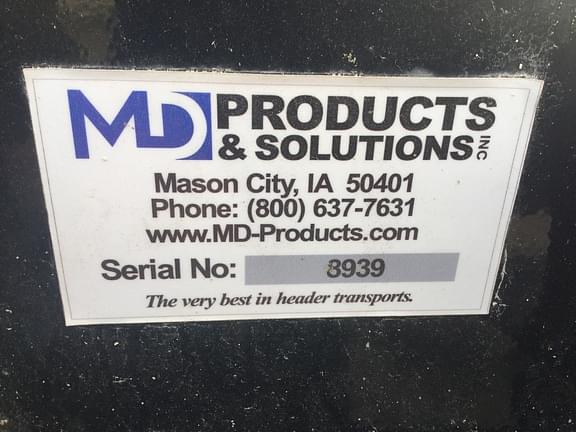 MD PRODUCTS
& SOLUTIONS INC
Mason City, IA 50401
Phone: (800) 637-7631
www.MD-Products.com
Serial No: 8939
The very best in header transports.